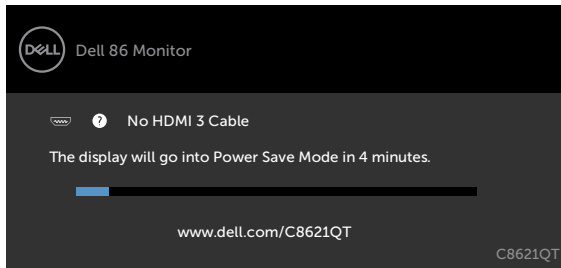 DELL
Dell 86 Monitor
? No HDMI 3 Cable
The display will go into Power Save Mode in 4 minutes.
www.dell.com/C8621QT
C8621QT